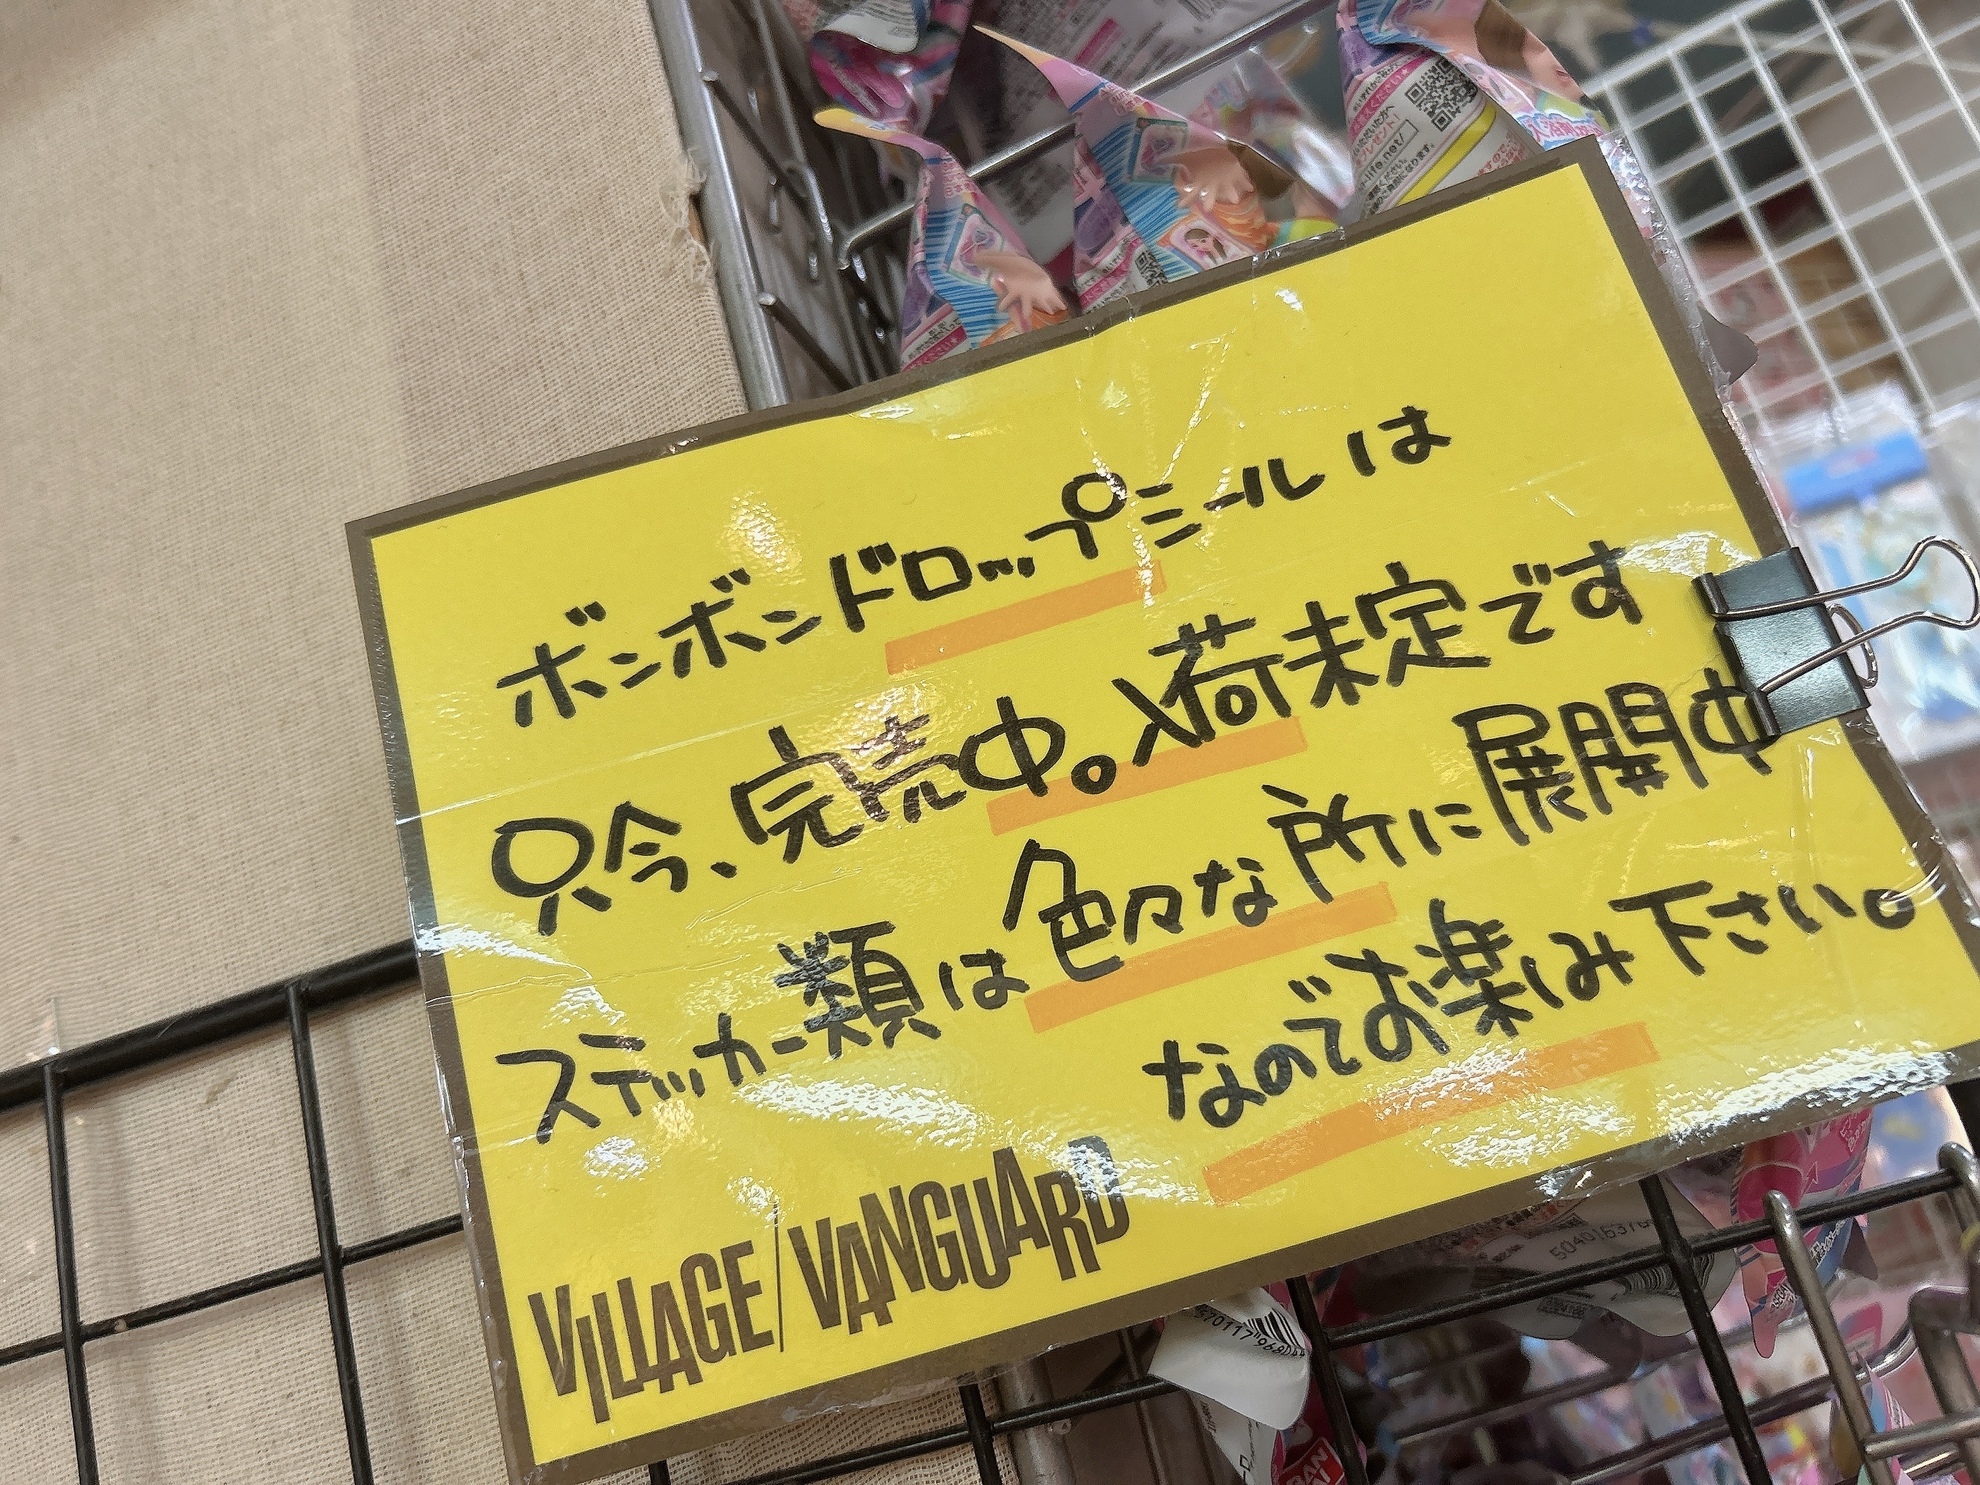 ボンボンドロップシールは
只今、完売中。入荷未定です
ステッカー類は色々な所に展開中
なのでお楽しみ下さい。
VILLAGE/VANGUARD